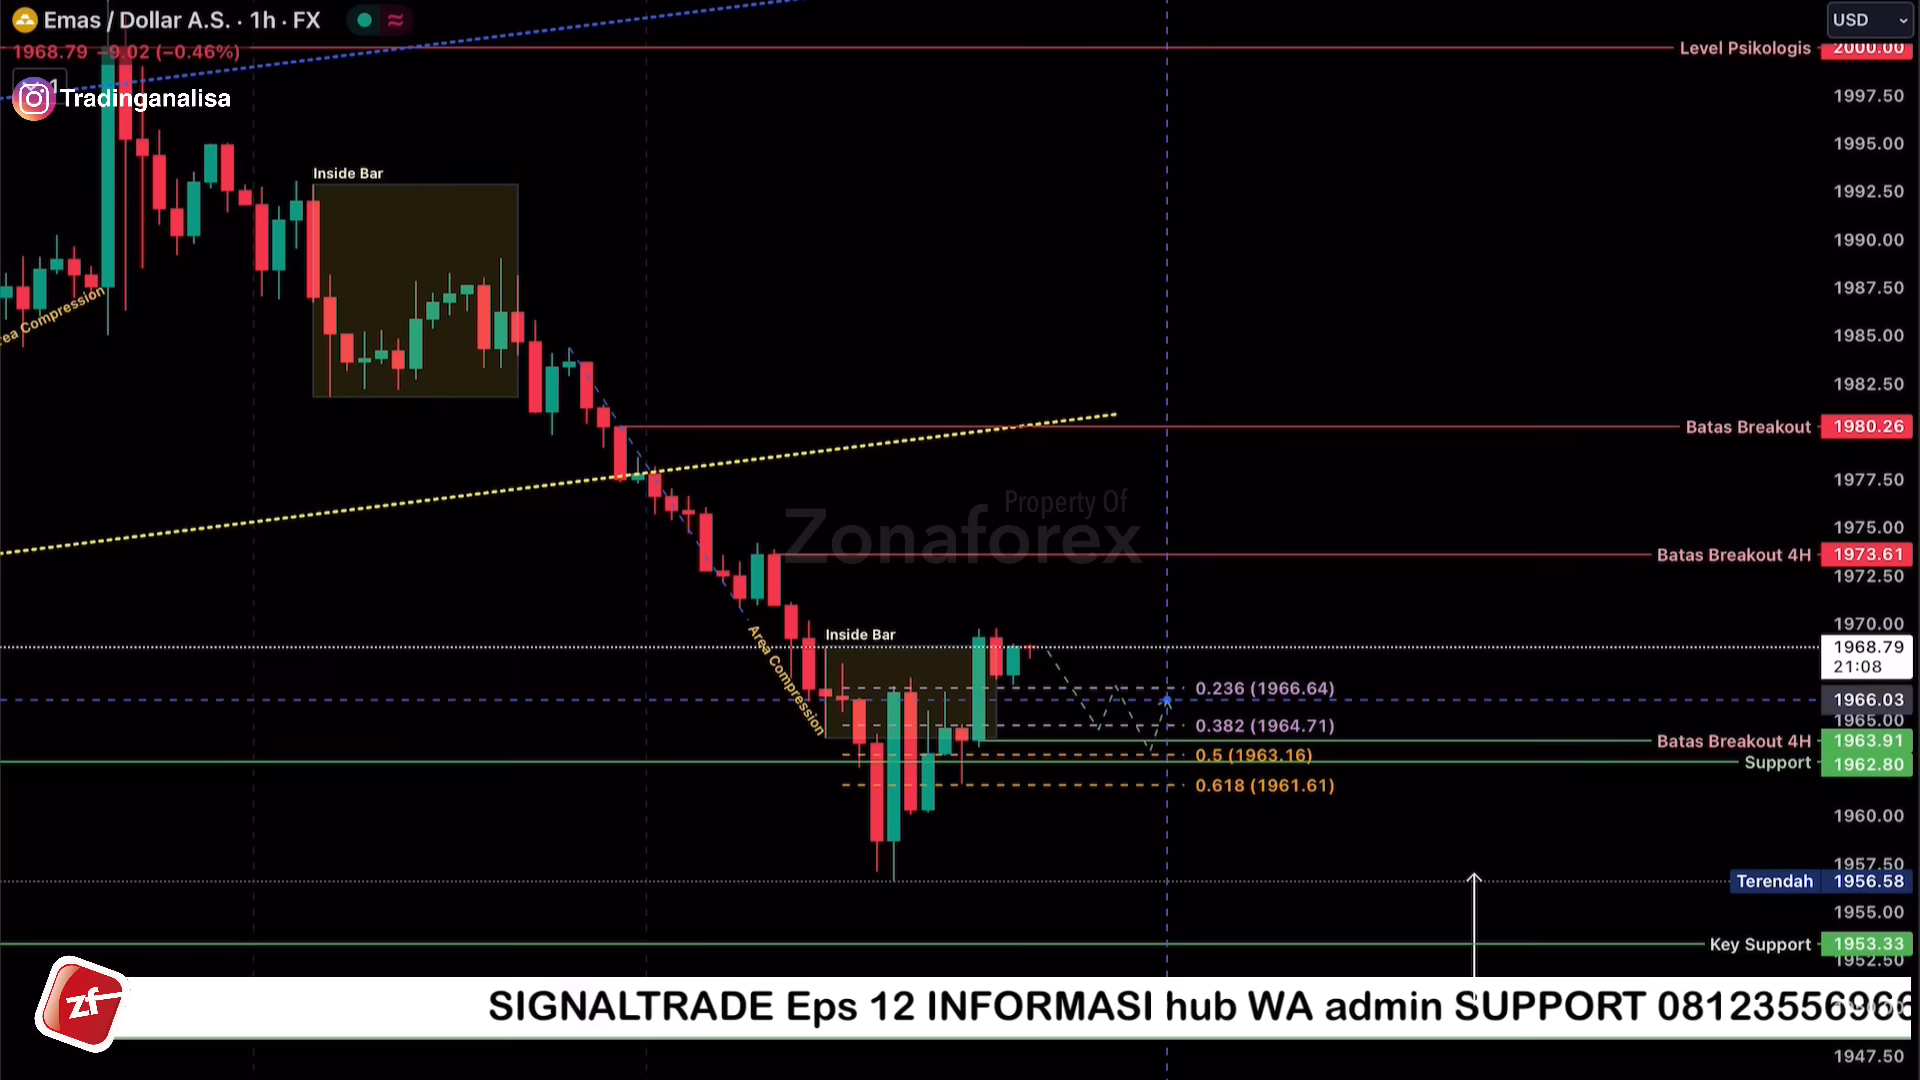 Emas / Dollar A.S. · 1h · FX
USD
1968.79 −9.02 (−0.46%)
Level Psikologis 2000.00
Tradinganalisa
1997.50
1995.00
Inside Bar
1992.50
1990.00
1987.50
Area Compression
1985.00
1982.50
Batas Breakout 1980.26
1977.50
Property Of
Zonaforex
1975.00
Batas Breakout 4H 1973.61
1972.50
1970.00
Inside Bar
1968.79
21:08
Area Compression
0.236 (1966.64)
1966.03
1965.00
0.382 (1964.71)
Batas Breakout 4H 1963.91
0.5 (1963.16)
Support 1962.80
0.618 (1961.61)
1960.00
1957.50
Terendah 1956.58
1955.00
Key Support 1953.33
1952.50
zf
SIGNALTRADE Eps 12 INFORMASI hub WA admin SUPPORT 08123556966
1947.50